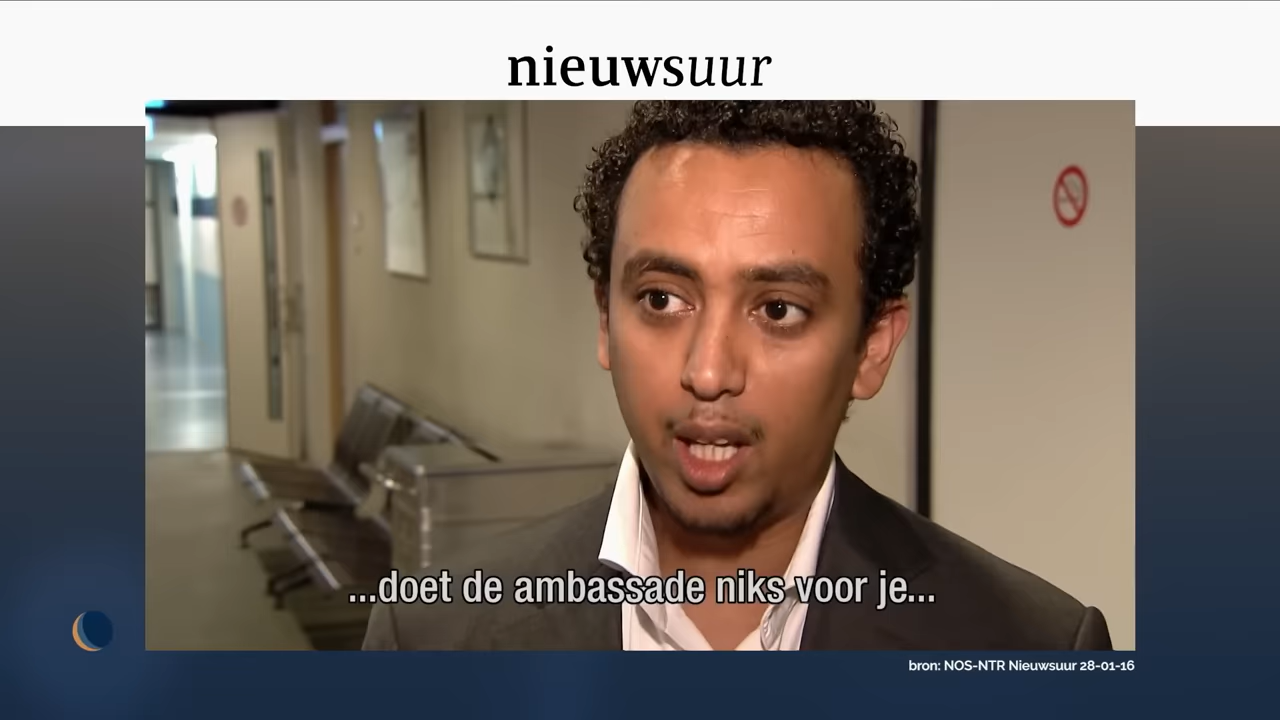 nieuwsuur
...doet de ambassade niks voor je...
bron: NOS-NTR Nieuwsuur 28-01-16